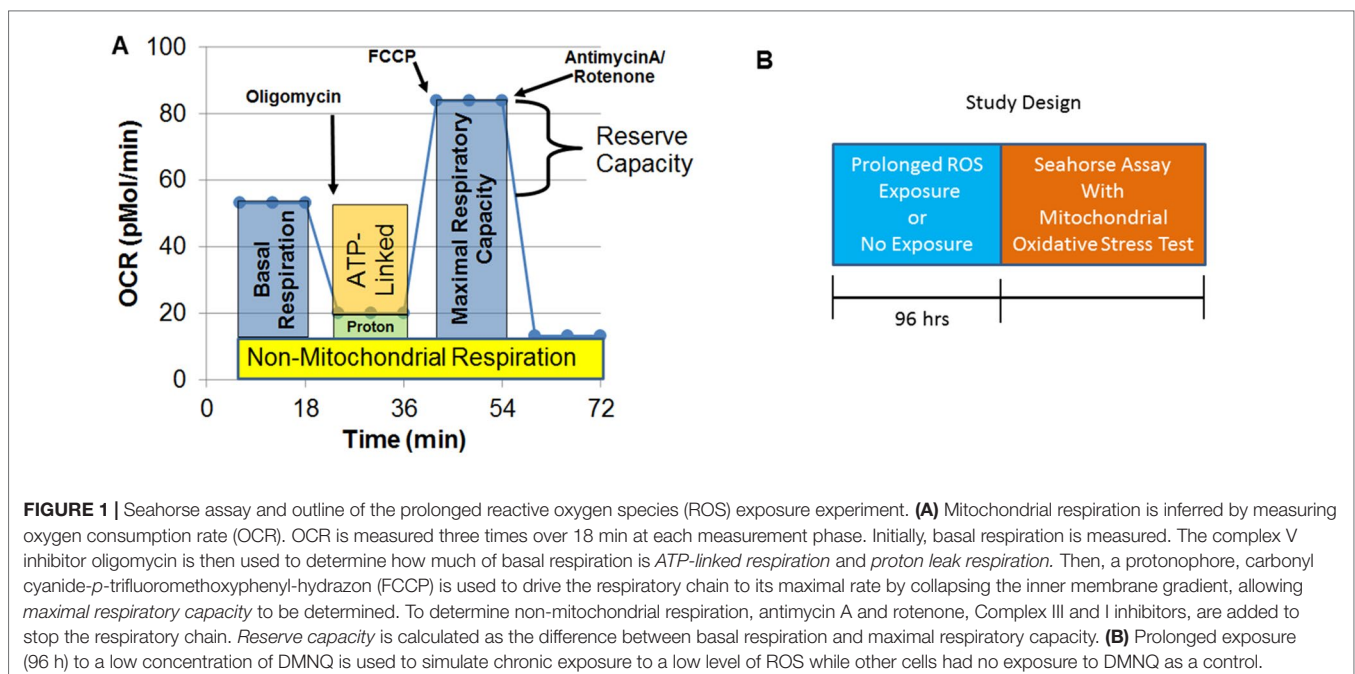 A
100
80
60
40
20
0
OCR (pMol/min)
0
18
36
54
72
Time (min)
Oligomycin
FCCP
AntimycinA/
Rotenone
Reserve
Capacity
Basal
Respiration
ATP-
Linked
Proton
Maximal Respiratory
Capacity
Non-Mitochondrial Respiration
B
Study Design
Prolonged ROS
Exposure
or
No Exposure
Seahorse Assay
With
Mitochondrial
Oxidative Stress Test
96 hrs
FIGURE 1 | Seahorse assay and outline of the prolonged reactive oxygen species (ROS) exposure experiment. (A) Mitochondrial respiration is inferred by measuring
oxygen consumption rate (OCR). OCR is measured three times over 18 min at each measurement phase. Initially, basal respiration is measured. The complex V
inhibitor oligomycin is then used to determine how much of basal respiration is ATP-linked respiration and proton leak respiration. Then, a protonophore, carbonyl
cyanide-p-trifluoromethoxyphenyl-hydrazon (FCCP) is used to drive the respiratory chain to its maximal rate by collapsing the inner membrane gradient, allowing
maximal respiratory capacity to be determined. To determine non-mitochondrial respiration, antimycin A and rotenone, Complex III and I inhibitors, are added to
stop the respiratory chain. Reserve capacity is calculated as the difference between basal respiration and maximal respiratory capacity. (B) Prolonged exposure
(96 h) to a low concentration of DMNQ is used to simulate chronic exposure to a low level of ROS while other cells had no exposure to DMNQ as a control.